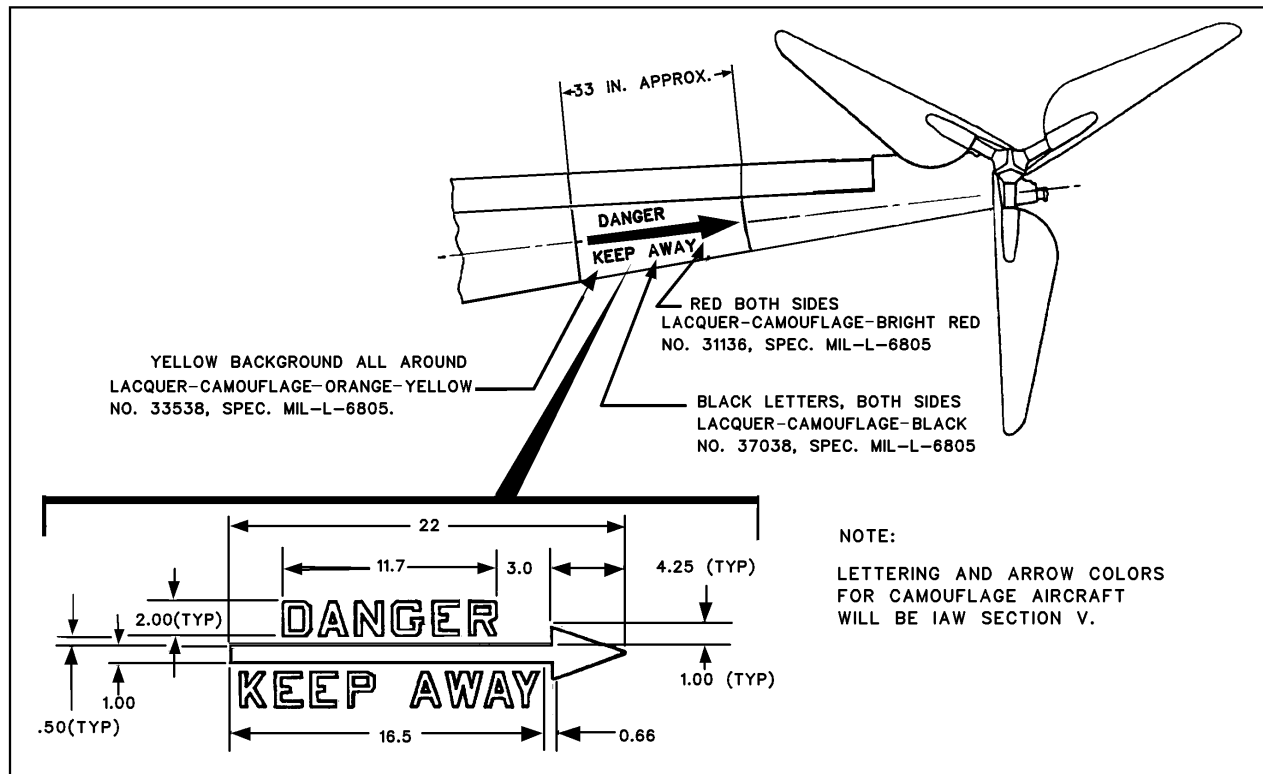 33 IN. APPROX.
DANGER
KEEP AWAY
RED BOTH SIDES
LACQUER-CAMOUFLAGE-BRIGHT RED
NO. 31136, SPEC. MIL-L-6805
YELLOW BACKGROUND ALL AROUND
LACQUER-CAMOUFLAGE-ORANGE-YELLOW
NO. 33538, SPEC. MIL-L-6805.
BLACK LETTERS, BOTH SIDES
LACQUER-CAMOUFLAGE-BLACK
NO. 37038, SPEC. MIL-L-6805
22
11.7
3.0
4.25 (TYP)
2.00(TYP)
DANGER
KEEP AWAY
1.00
.50(TYP)
1.00 (TYP)
16.5
0.66
NOTE:
LETTERING AND ARROW COLORS
FOR CAMOUFLAGE AIRCRAFT
WILL BE IAW SECTION V.